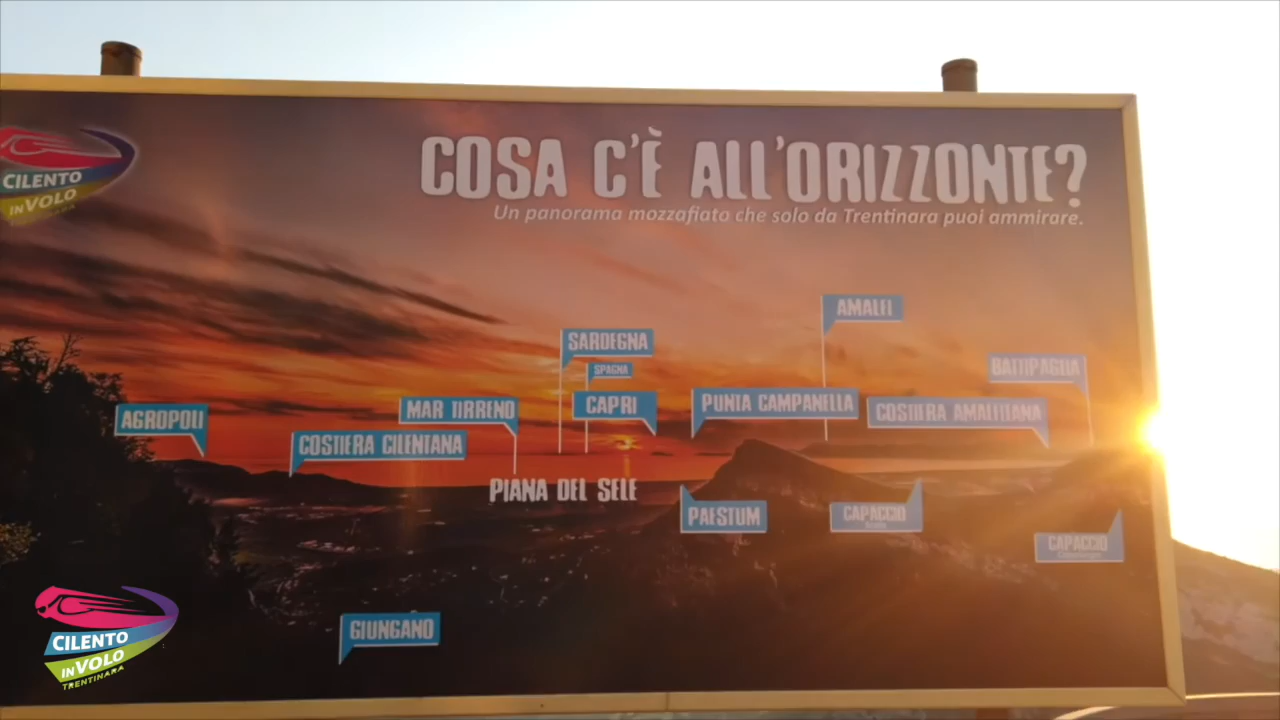 CILENTO
IN VOLO
COSA C'È ALL'ORIZZONTE?
Un panorama mozzafiato che solo da Trentinara puoi ammirare.
AMALFI
SARDEGNA
SPAGNA
BATTIPAGLIA
AGROPOLI
MAR TIRRENO
CAPRI
PUNTA CAMPANELLA
COSTIERA AMALFITANA
COSTIERA CILENTANA
PIANA DEL SELE
PAESTUM
CAPACCIO
CAPACCIO
GIUNGANO
CILENTO
IN VOLO
TRENTINARA